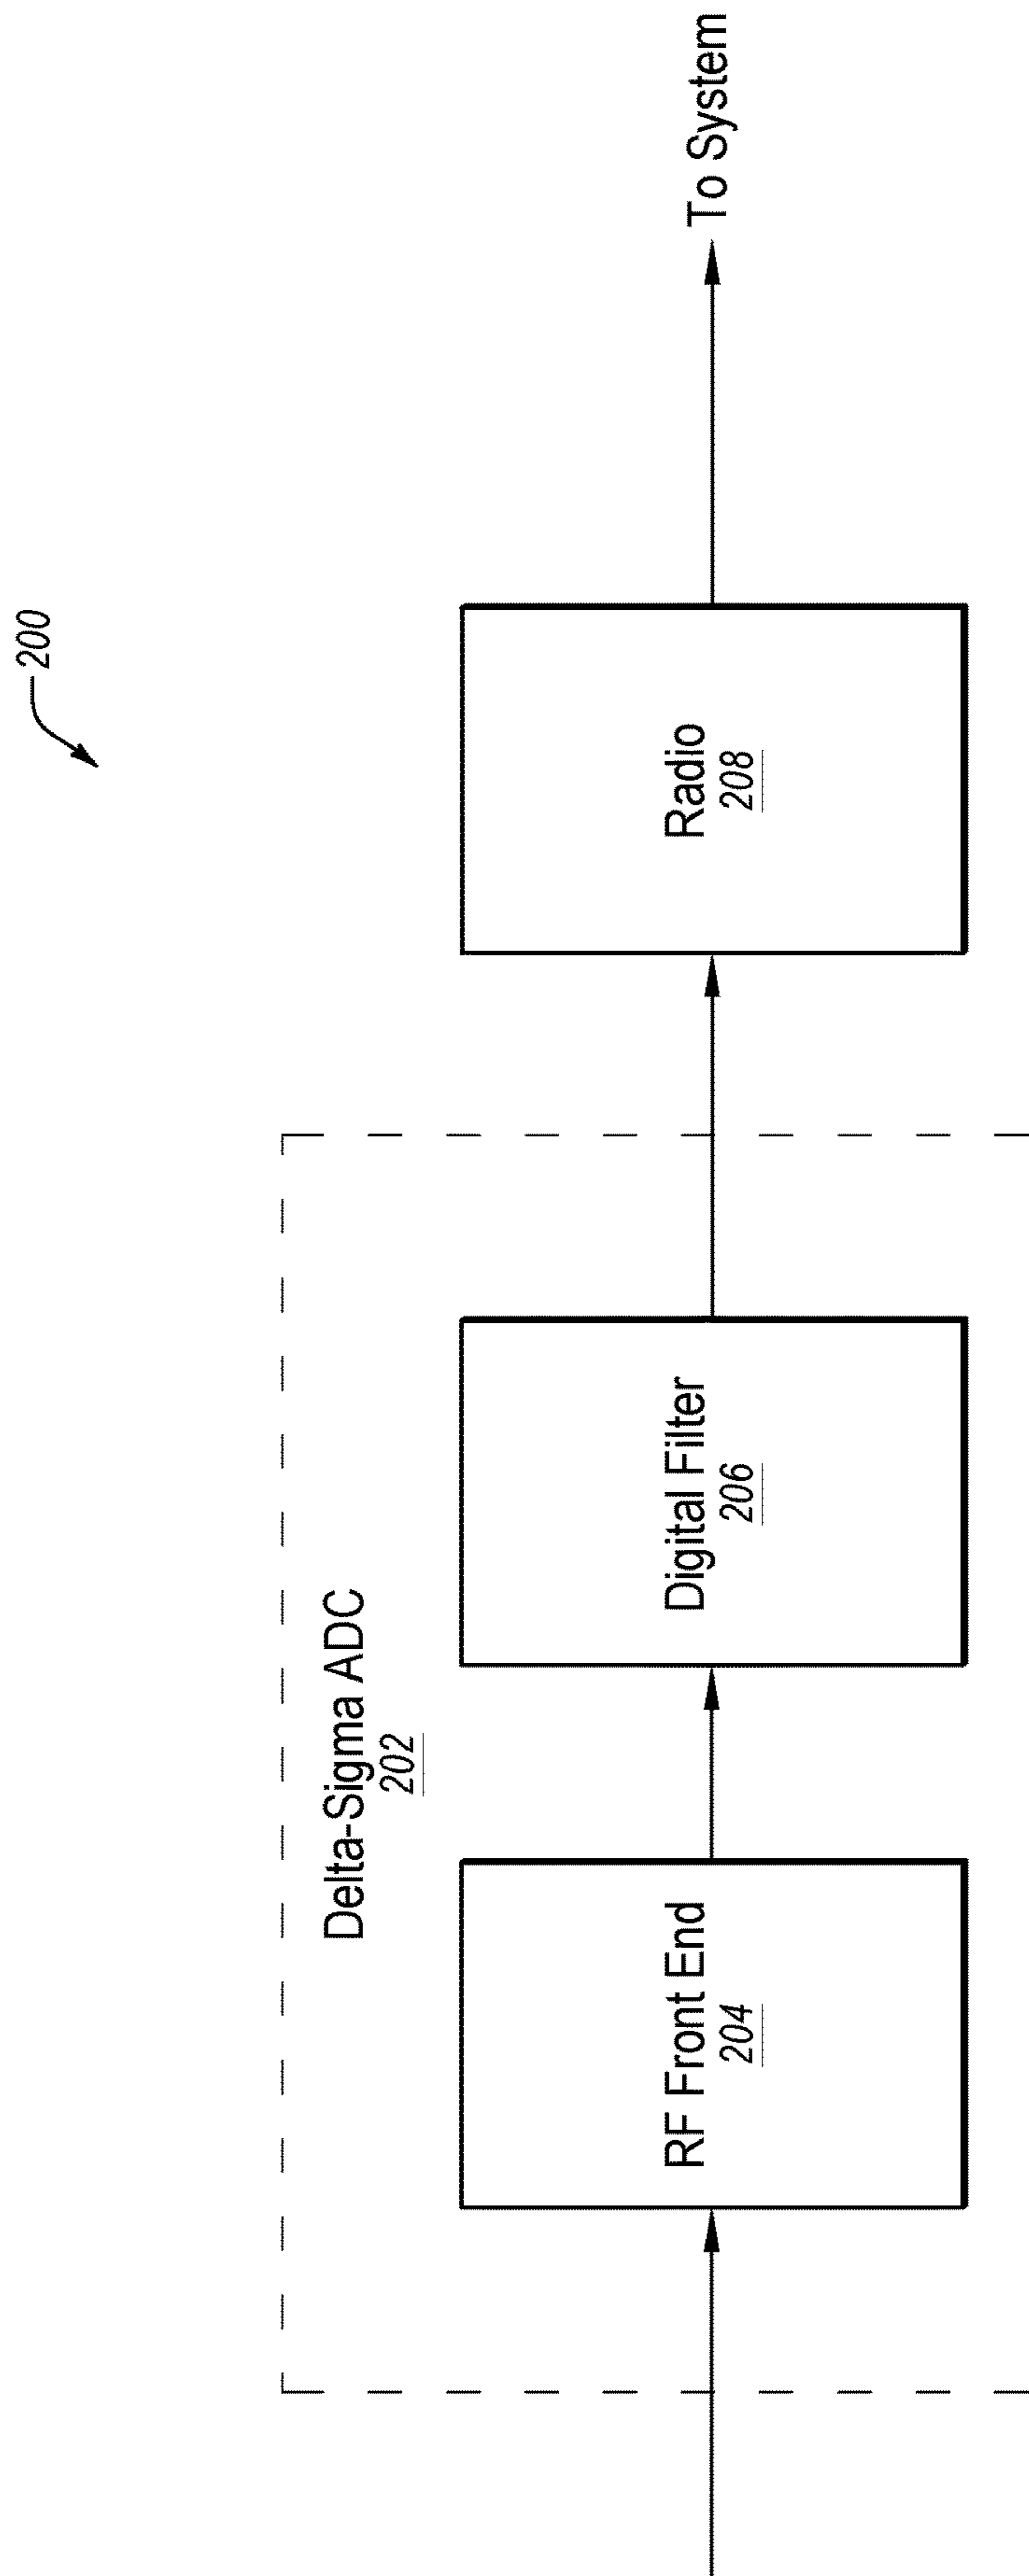 200
Delta-Sigma ADC
202
RF Front End
204
Digital Filter
206
Radio
208
To System